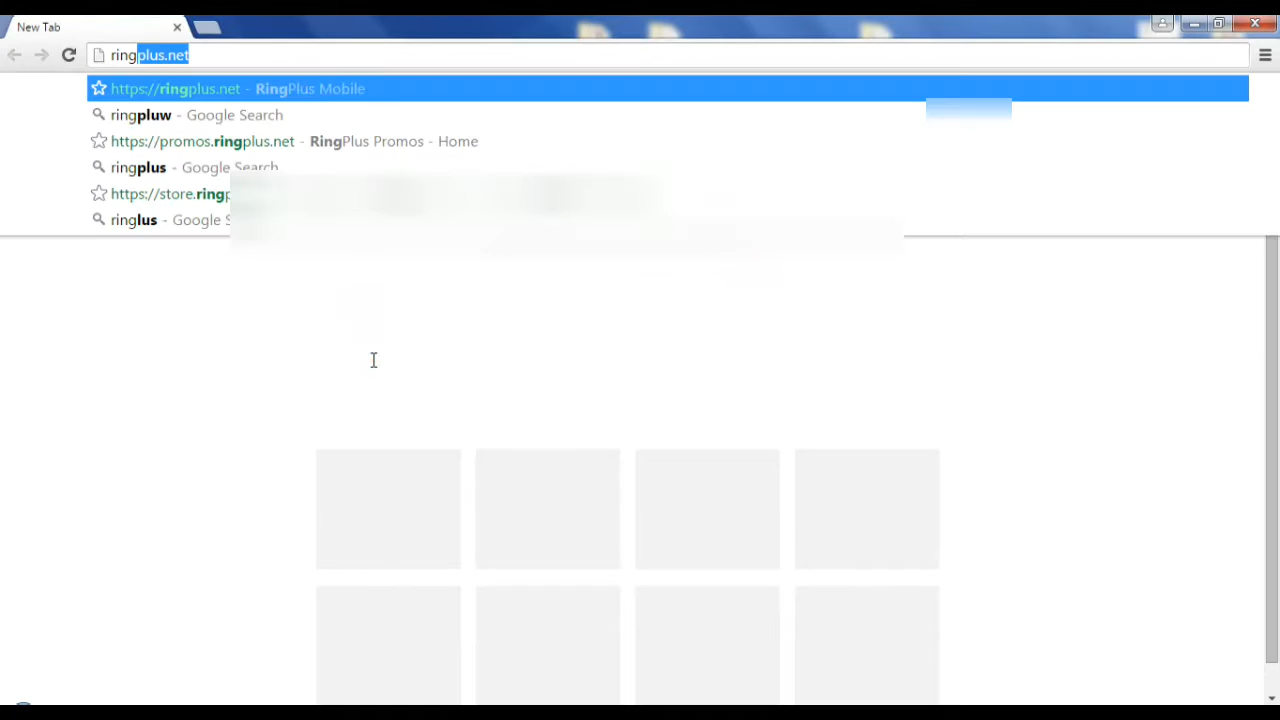 New Tab
ringplus.net
https://ringplus.net - RingPlus Mobile
ringpluw - Google Search
https://promos.ringplus.net - RingPlus Promos - Home
ringplus - Google Search
https://store.ring
ringlus - Google S